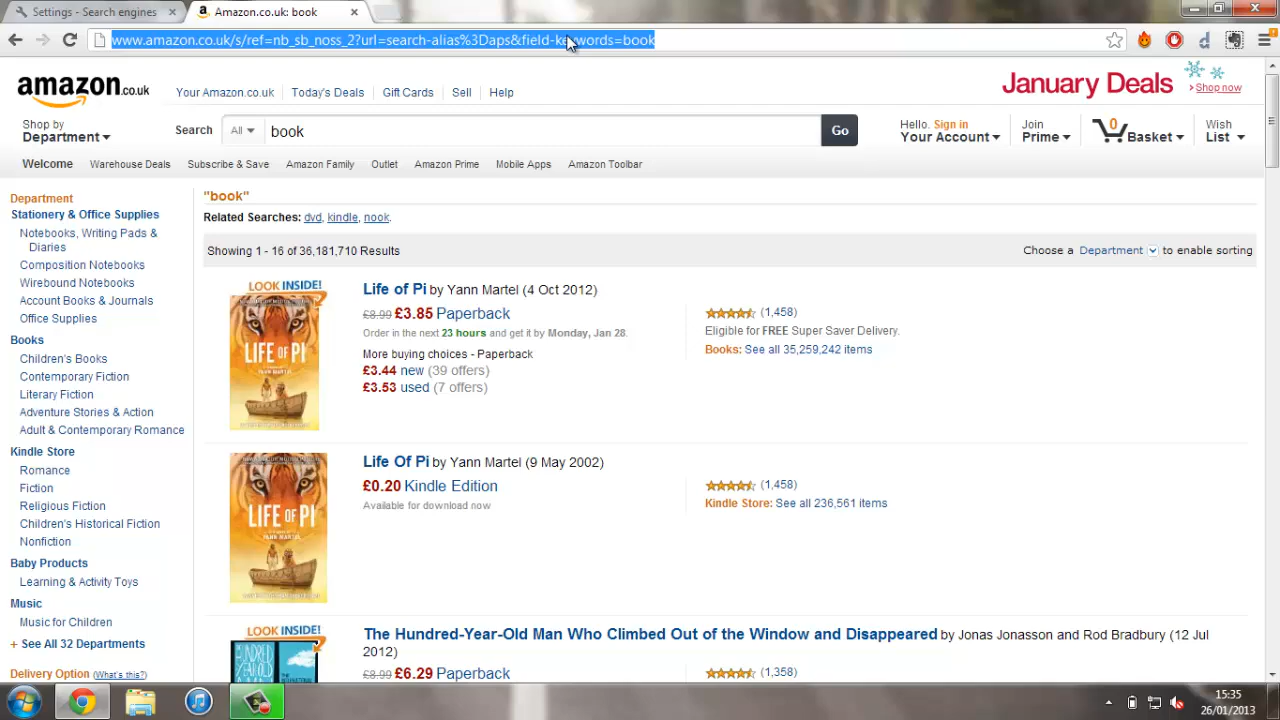 Settings - Search engines
Amazon.co.uk: book
www.amazon.co.uk/s/ref=nb_sb_noss_2?url=search-alias%3Daps&field-keywords=book
amazon.co.uk
Your Amazon.co.uk
Today's Deals
Gift Cards
Sell
Help
January Deals
Shop now
Shop by
Department
Search
All
book
Go
Hello. Sign in
Your Account
Join
Prime
0
Basket
Wish
List
Welcome
Warehouse Deals
Subscribe & Save
Amazon Family
Outlet
Amazon Prime
Mobile Apps
Amazon Toolbar
Department
Stationery & Office Supplies
Notebooks, Writing Pads &
Diaries
Composition Notebooks
Wirebound Notebooks
Account Books & Journals
Office Supplies
Books
Children's Books
Contemporary Fiction
Literary Fiction
Adventure Stories & Action
Adult & Contemporary Romance
Kindle Store
Romance
Fiction
Religious Fiction
Children's Historical Fiction
Nonfiction
Baby Products
Learning & Activity Toys
Music
Music for Children
+ See All 32 Departments
Delivery Option (What's this?)
"book"
Related Searches: dvd, kindle, nook.
Showing 1 - 16 of 36,181,710 Results
Choose a Department to enable sorting
LOOK INSIDE!
LIFE OF PI
Life of Pi by Yann Martel (4 Oct 2012)
£8.99 £3.85 Paperback
Order in the next 23 hours and get it by Monday, Jan 28.
More buying choices - Paperback
£3.44 new (39 offers)
£3.53 used (7 offers)
(1,458)
Eligible for FREE Super Saver Delivery.
Books: See all 35,259,242 items
LIFE OF PI
Life Of Pi by Yann Martel (9 May 2002)
£0.20 Kindle Edition
Available for download now
(1,458)
Kindle Store: See all 236,561 items
LOOK INSIDE!
The Hundred-Year-Old Man Who Climbed Out of the Window and Disappeared by Jonas Jonasson and Rod Bradbury (12 Jul
2012)
£8.99 £6.29 Paperback
(1,358)
15:35
26/01/2013